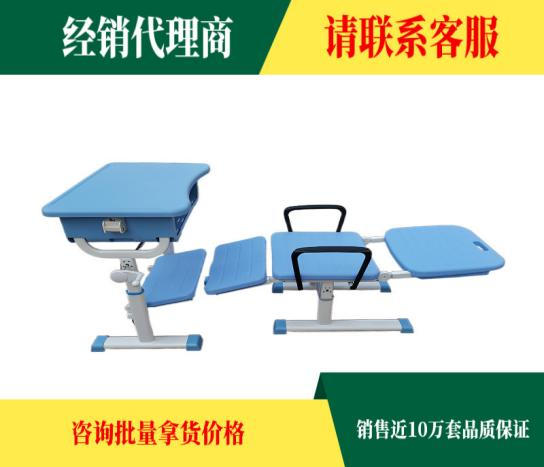 经销代理商
请联系客服
咨询批量拿货价格
销售近10万套品质保证